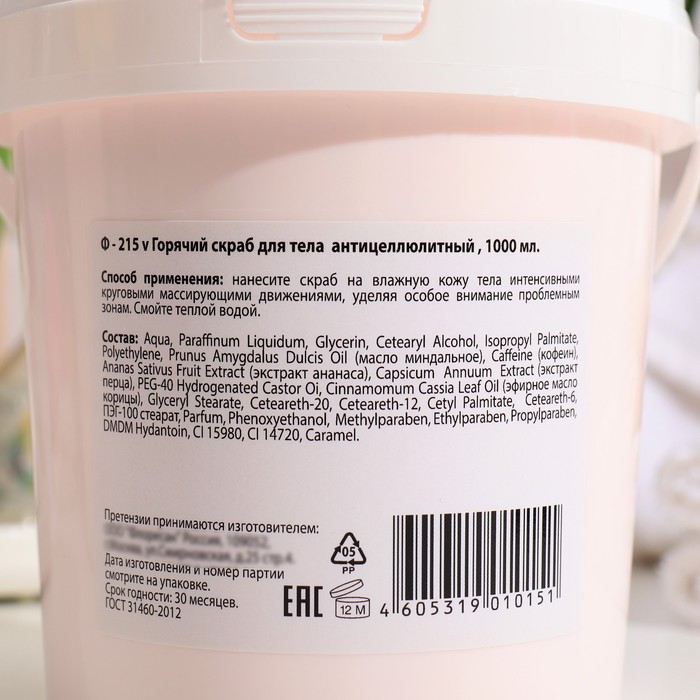 Ф - 215 v Горячий скраб для тела антицеллюлитный , 1000 мл.
Способ применения: нанесите скраб на влажную кожу тела интенсивными
круговыми массирующими движениями, уделяя особое внимание проблемным
зонам. Смойте теплой водой.
Состав: Aqua, Paraffinum Liquidum, Glycerin, Cetearyl Alcohol, Isopropyl Palmitate,
Polyethylene, Prunus Amygdalus Dulcis Oil (масло миндальное), Caffeine (кофеин),
Ananas Sativus Fruit Extract (экстракт ананаса), Capsicum Annuum Extract (экстракт
перца), PEG-40 Hydrogenated Castor Oi, Cinnamomum Cassia Leaf Oil (эфирное масло
корицы), Glyceryl Stearate, Ceteareth-20, Ceteareth-12, Cetyl Palmitate, Ceteareth-6,
ПЭГ-100 стеарат, Parfum, Phenoxyethanol, Methylparaben, Ethylparaben, Propylparaben,
DMDM Hydantoin, CI 15980, CI 14720, Caramel.
Претензии принимаются изготовителем:
Дата изготовления и номер партии
смотрите на упаковке.
Срок годности: 30 месяцев.
ГОСТ 31460-2012
05
PP
EAC
12 M
4 605319 010151